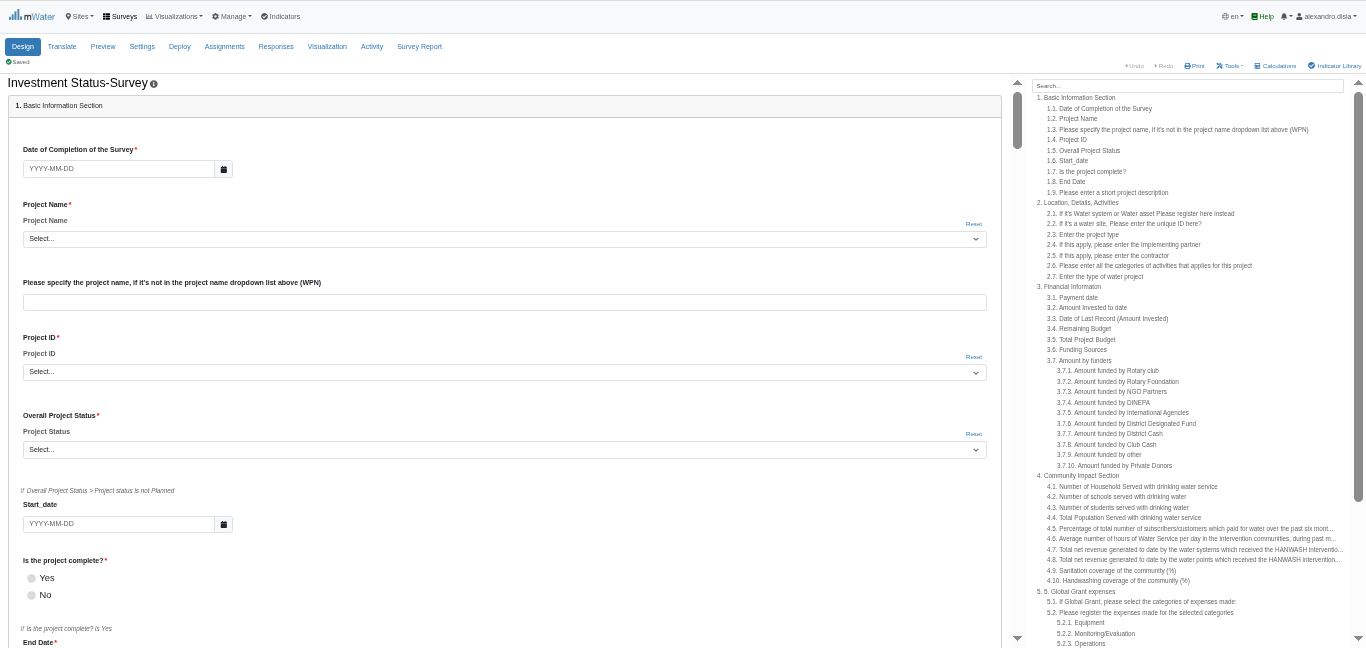 mWater Sites Surveys Visualizations Manage Indicators en Help alexandro.disla
Design Translate Preview Settings Deploy Assignments Responses Visualization Activity Survey Report
Saved
Undo Redo Print Tools Calculations Indicator Library
Investment Status-Survey
1. Basic Information Section
Date of Completion of the Survey*
YYYY-MM-DD
Project Name*
Project Name
Reset
Select...
Please specify the project name, if it's not in the project name dropdown list above (WPN)
Project ID*
Project ID
Reset
Select...
Overall Project Status*
Project Status
Reset
Select...
If Overall Project Status > Project status is not Planned
Start_date
YYYY-MM-DD
Is the project complete?*
Yes
No
If Is the project complete? is Yes
End Date*
Search...
1. Basic Information Section
1.1. Date of Completion of the Survey
1.2. Project Name
1.3. Please specify the project name, if it's not in the project name dropdown list above (WPN)
1.4. Project ID
1.5. Overall Project Status
1.6. Start_date
1.7. Is the project complete?
1.8. End Date
1.9. Please enter a short project description
2. Location, Details, Activities
2.1. If it's Water system or Water asset Please register here instead
2.2. If it's a water site, Please enter the unique ID here?
2.3. Enter the project type
2.4. If this apply, please enter the Implementing partner
2.5. If this apply, please enter the contractor
2.6. Please enter all the categories of activities that applies for this project
2.7. Enter the type of water project
3. Financial Informaton
3.1. Payment date
3.2. Amount Invested to date
3.3. Date of Last Record (Amount Invested)
3.4. Remaining Budget
3.5. Total Project Budget
3.6. Funding Sources
3.7. Amount by funders
3.7.1. Amount funded by Rotary club
3.7.2. Amount funded by Rotary Foundation
3.7.3. Amount funded by NGO Partners
3.7.4. Amount funded by DINEPA
3.7.5. Amount funded by International Agencies
3.7.6. Amount funded by District Designated Fund
3.7.7. Amount funded by District Cash
3.7.8. Amount funded by Club Cash
3.7.9. Amount funded by other
3.7.10. Amount funded by Private Donors
4. Community Impact Section
4.1. Number of Household Served with drinking water service
4.2. Number of schools served with drinking water
4.3. Number of students served with drinking water
4.4. Total Population Served with drinking water service
4.5. Percentage of total number of subscribers/customers which paid for water over the past six mont...
4.6. Average number of hours of Water Service per day in the intervention communities, during past m...
4.7. Total net revenue generated to date by the water systems which received the HANWASH interventio...
4.8. Total net revenue generated to date by the water points which received the HANWASH intervention...
4.9. Sanitation coverage of the community (%)
4.10. Handwashing coverage of the community (%)
5. 5. Global Grant expenses
5.1. If Global Grant, please select the categories of expenses made:
5.2. Please register the expenses made for the selected categories
5.2.1. Equipment
5.2.2. Monitoring/Evaluation
5.2.3. Operations